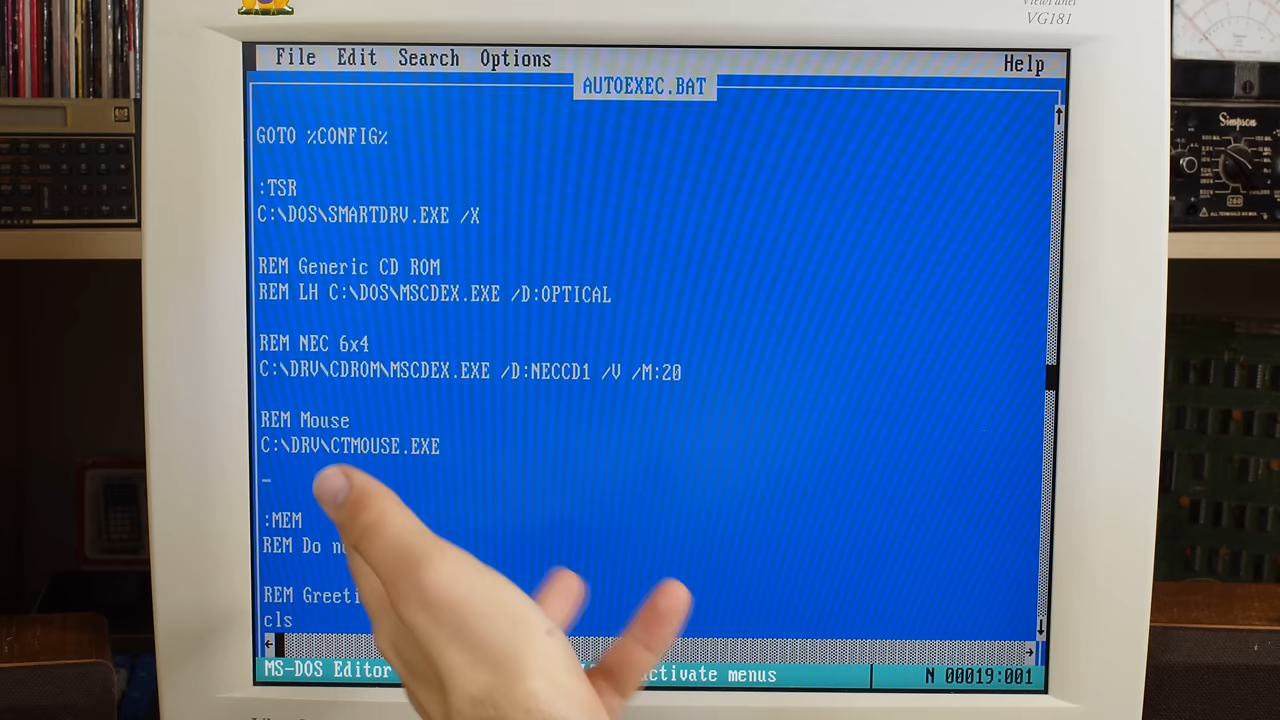 ViewPanel
VG181
File Edit Search Options Help
AUTOEXEC.BAT
GOTO %CONFIG%
:TSR
C:\DOS\SMARTDRV.EXE /X
REM Generic CD ROM
REM LH C:\DOS\MSCDEX.EXE /D:OPTICAL
REM NEC 6x4
C:\DRV\CDROM\MSCDEX.EXE /D:NECCD1 /V /M:20
REM Mouse
C:\DRV\CTMOUSE.EXE
:MEM
REM Do
REM
cls
MS-DOS Editor activate menus N 00019:001
Simpson
260